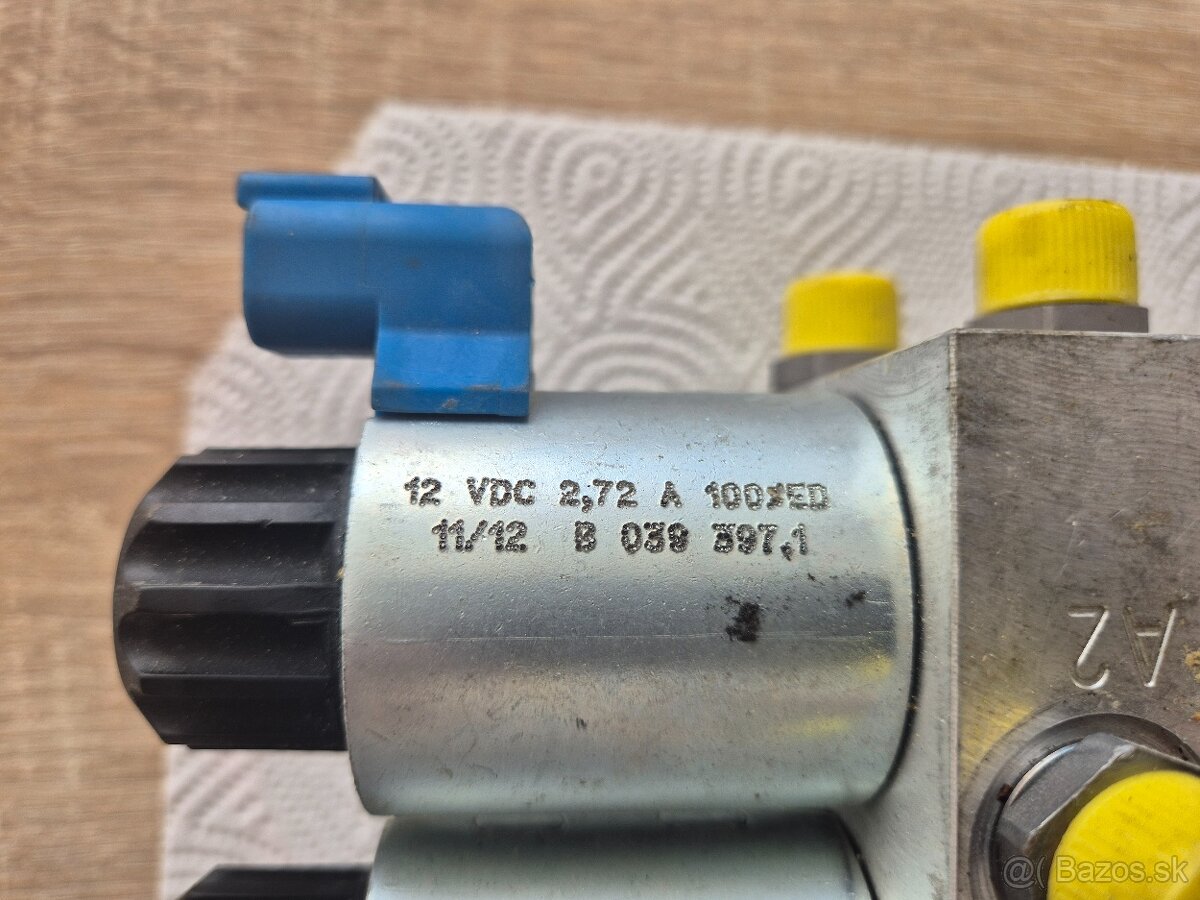 12 VDC 2,72 A 100%ED
11/12 B 039 397,1
A2
@( Bazos.sk